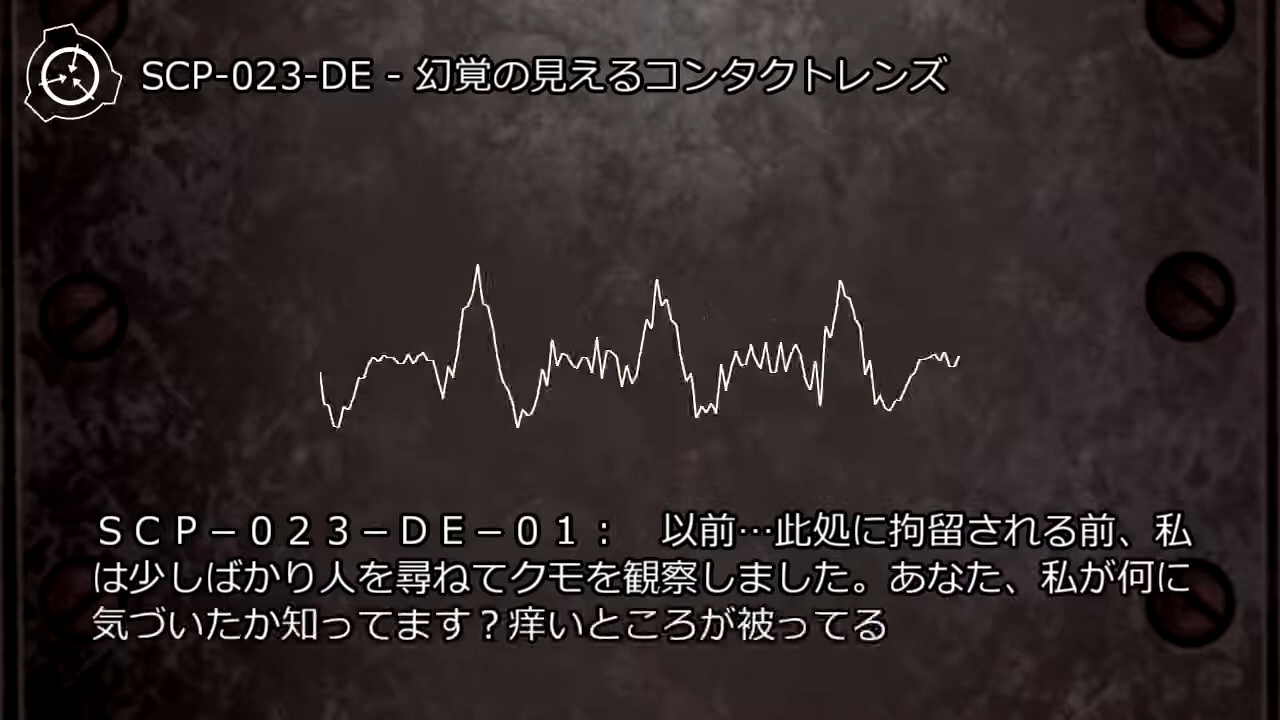 SCP-023-DE - 幻覚の見えるコンタクトレンズ
ＳＣＰ－０２３－ＤＥ－０１：　以前…此処に拘留される前、私
は少しばかり人を尋ねてクモを観察しました。あなた、私が何に
気づいたか知ってます？痒いところが被ってる